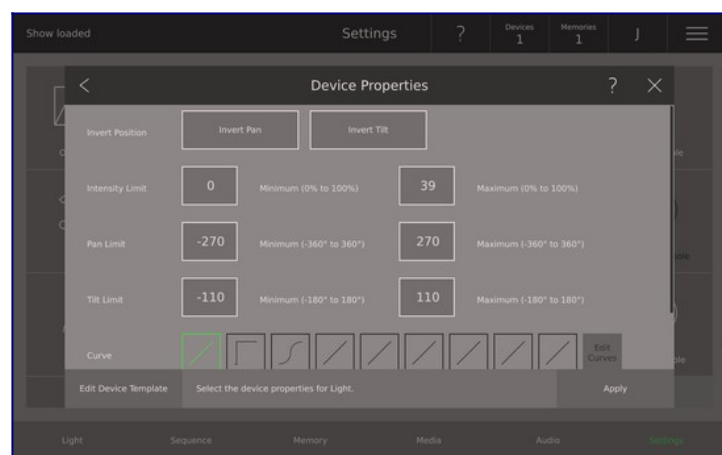 Show loaded Settings ? Devices 1 Memories 1 J
Device Properties ?
Invert Position Invert Pan Invert Tilt
Intensity Limit 0 Minimum (0% to 100%) 39 Maximum (0% to 100%)
Pan Limit -270 Minimum (-360° to 360°) 270 Maximum (-360° to 360°)
Tilt Limit -110 Minimum (-180° to 180°) 110 Maximum (-180° to 180°)
Curve Edit Curves
Edit Device Template Select the device properties for Light. Apply
Light Sequence Memory Media Audio Settings